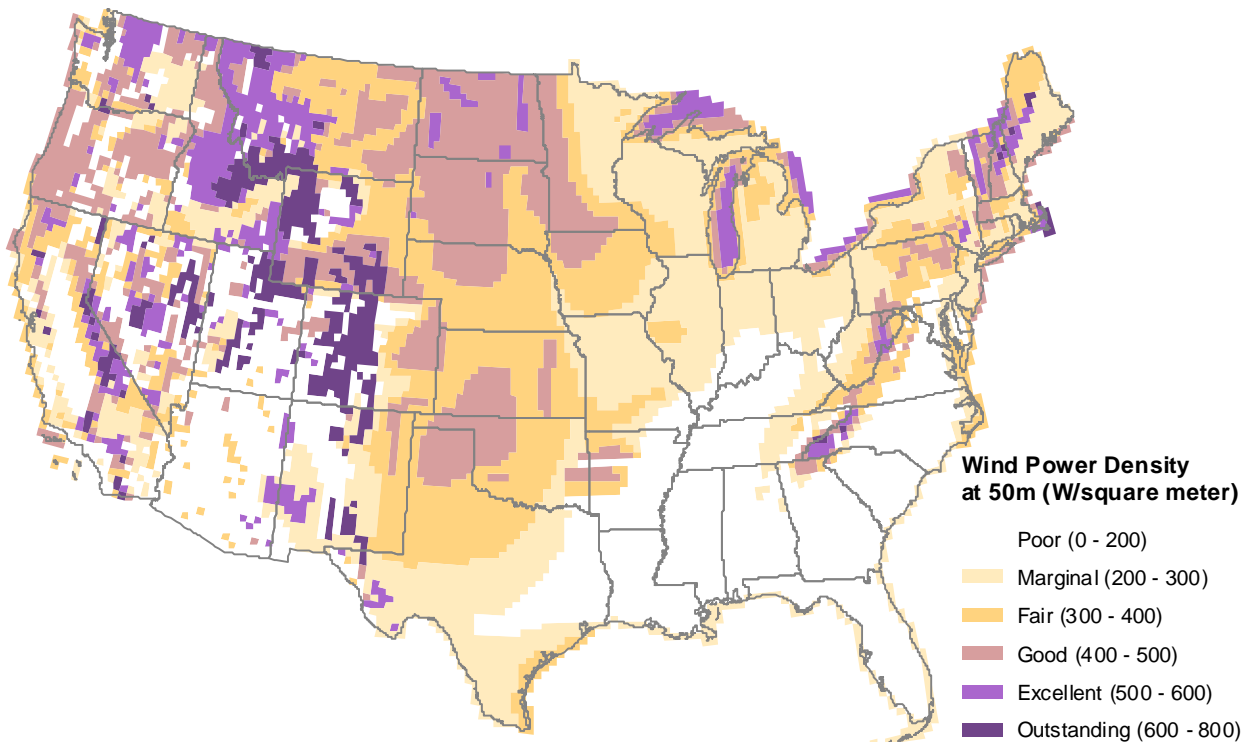 Wind Power Density
at 50m (W/square meter)
Poor (0 - 200)
Marginal (200 - 300)
Fair (300 - 400)
Good (400 - 500)
Excellent (500 - 600)
Outstanding (600 - 800)